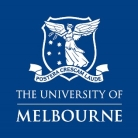 POSTERA CRESCAM LAUDE
THE UNIVERSITY OF
MELBOURNE